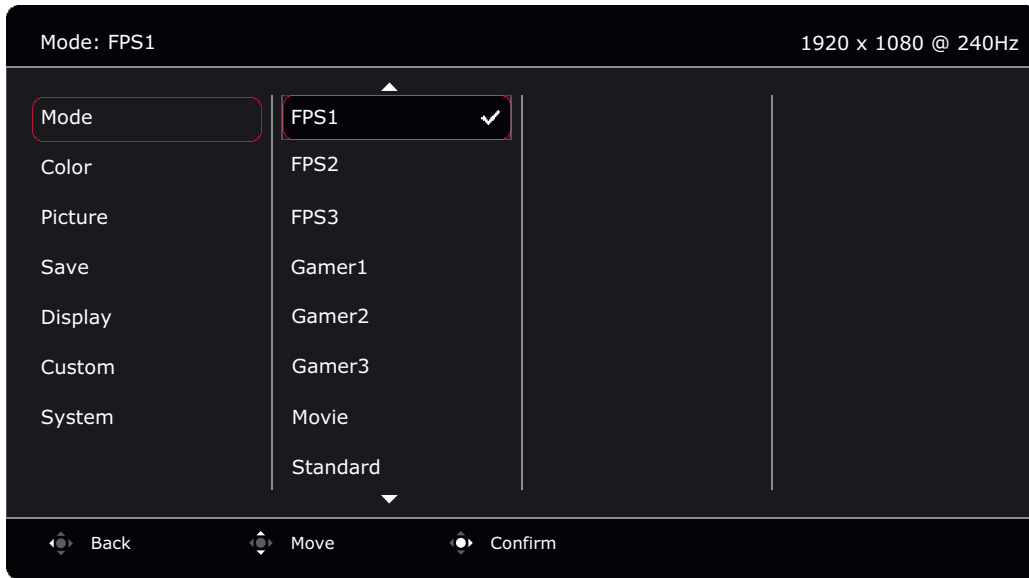 Mode: FPS1
1920 x 1080 @ 240Hz
Mode
Color
Picture
Save
Display
Custom
System
FPS1
FPS2
FPS3
Gamer1
Gamer2
Gamer3
Movie
Standard
Back
Move
Confirm